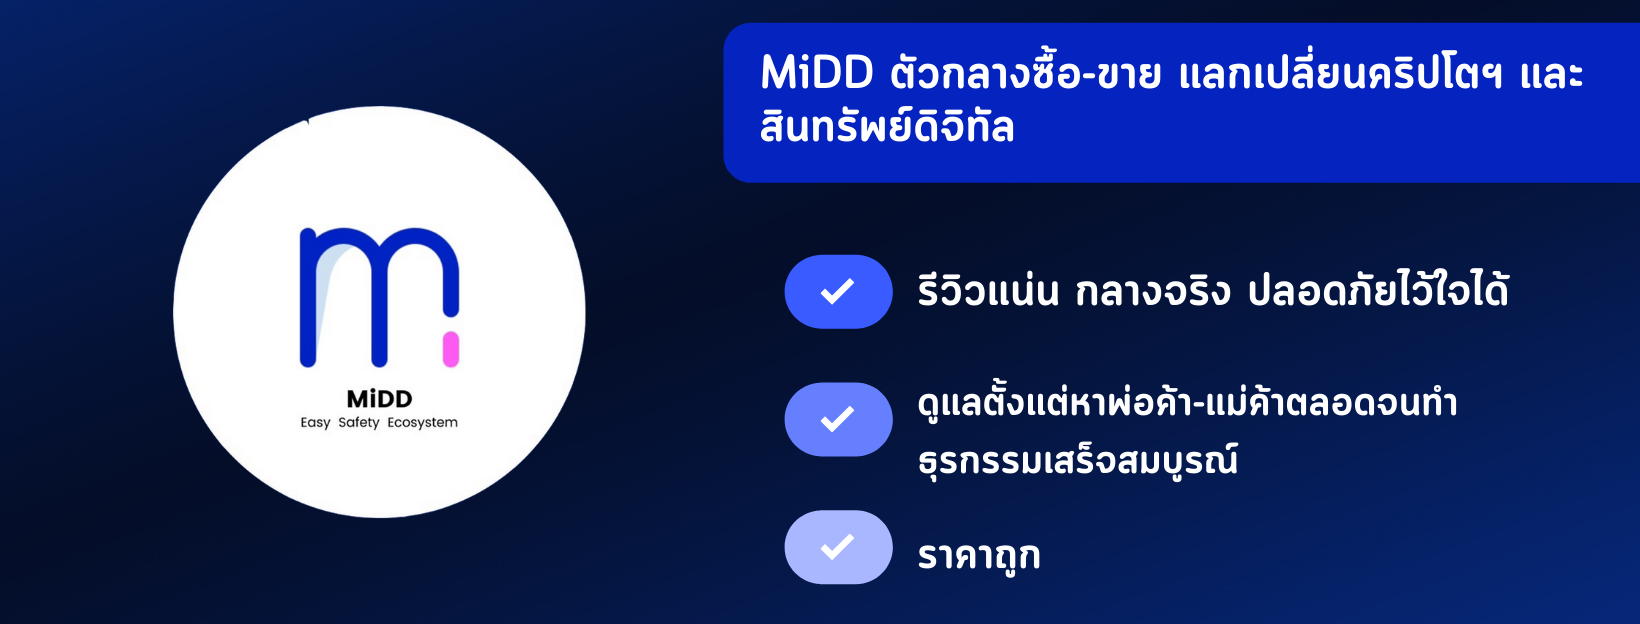 MiDD ตัวกลางซื้อ-ขาย แลกเปลี่ยนคริปโตฯ และ
สินทรัพย์ดิจิทัล
MiDD
Easy Safety Ecosystem
รีวิวแน่น กลางจริง ปลอดภัยไว้ใจได้
ดูแลตั้งแต่หาพ่อค้า-แม่ค้าตลอดจนทำ
ธุรกรรมเสร็จสมบูรณ์
ราคาถูก